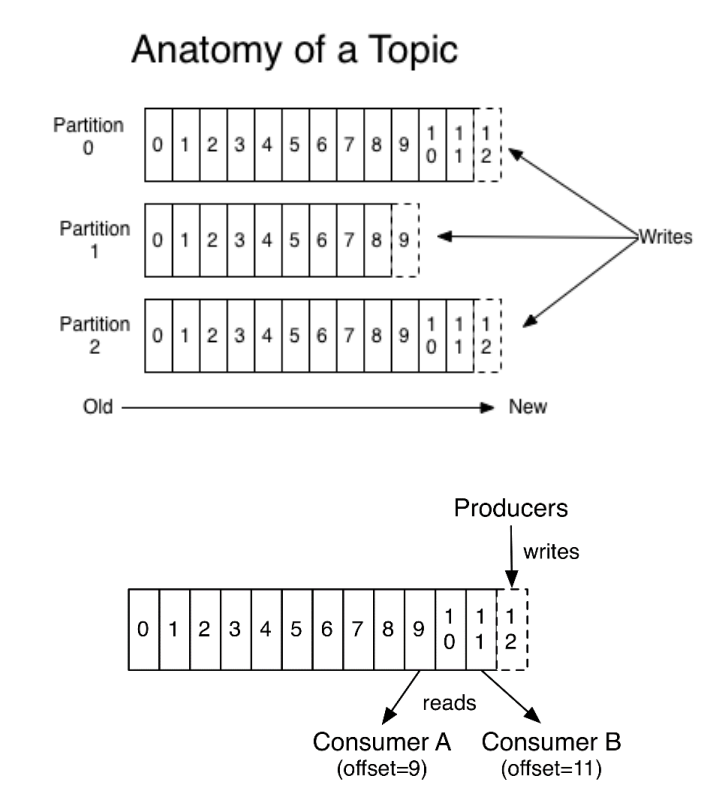 Anatomy of a Topic
Partition
0
0 1 2 3 4 5 6 7 8 9 10 11 12
Partition
1
0 1 2 3 4 5 6 7 8 9
Writes
Partition
2
0 1 2 3 4 5 6 7 8 9 10 11 12
Old New
Producers
writes
0 1 2 3 4 5 6 7 8 9 10 11 12
reads
Consumer A Consumer B
(offset=9) (offset=11)